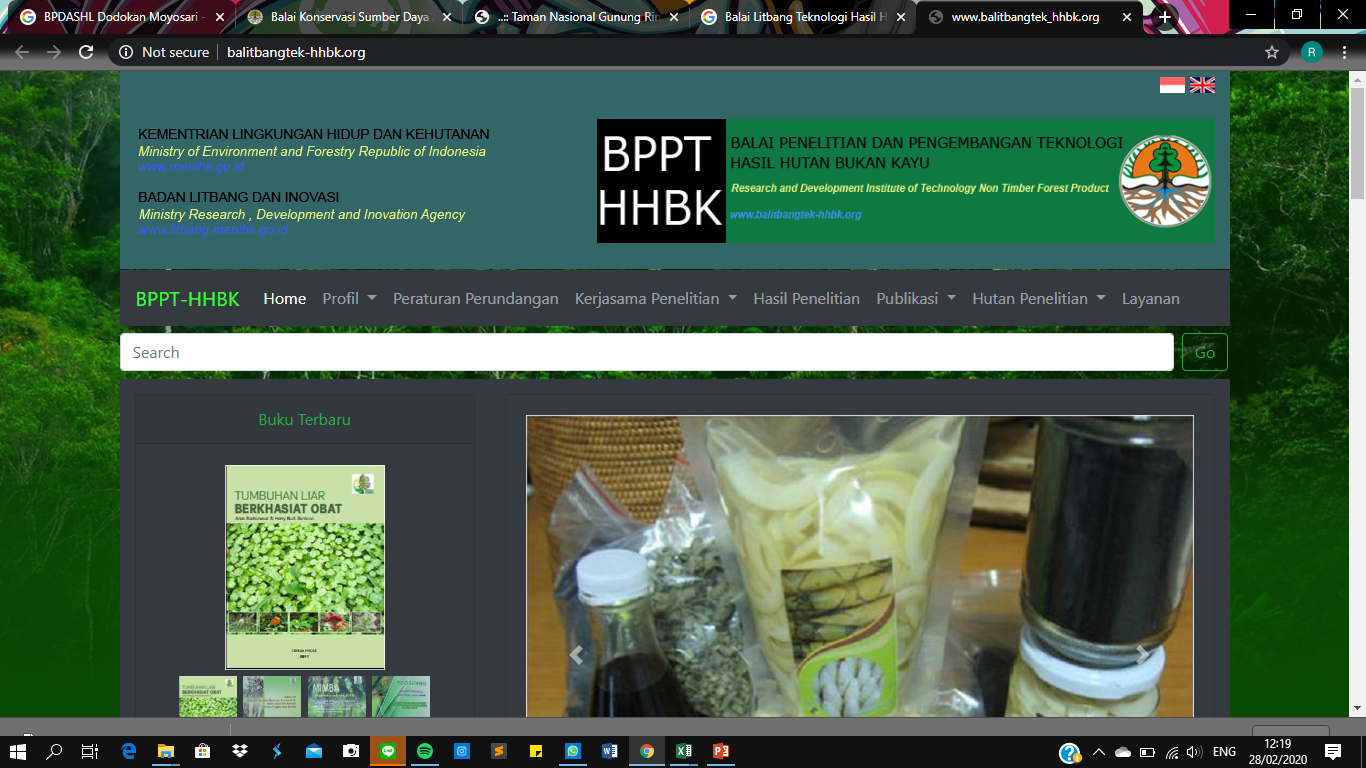 BPDASHL Dodokan Moyosari -
Balai Konservasi Sumber Daya
..:: Taman Nasional Gunung Rin
Balai Litbang Teknologi Hasil H
www.balitbangtek_hhbk.org
Not secure
balitbangtek-hhbk.org
R
KEMENTRIAN LINGKUNGAN HIDUP DAN KEHUTANAN
Ministry of Environment and Forestry Republic of Indonesia
www.menlhk.go.id
BADAN LITBANG DAN INOVASI
Ministry Research , Development and Inovation Agency
www.litbang.menlhk.go.id
BPPT
HHBK
BALAI PENELITIAN DAN PENGEMBANGAN TEKNOLOGI
HASIL HUTAN BUKAN KAYU
Research and Development Institute of Technology Non Timber Forest Product
www.balitbangtek-hhbk.org
BPPT-HHBK Home Profil Peraturan Perundangan Kerjasama Penelitian Hasil Penelitian Publikasi Hutan Penelitian Layanan
Search
Go
Buku Terbaru
TUMBUHAN LIAR
BERKHASIAT OBAT
TUMBUHAN LIAR
BERKHASIAT OBAT
MIMBA
ENG
12:19
28/02/2020